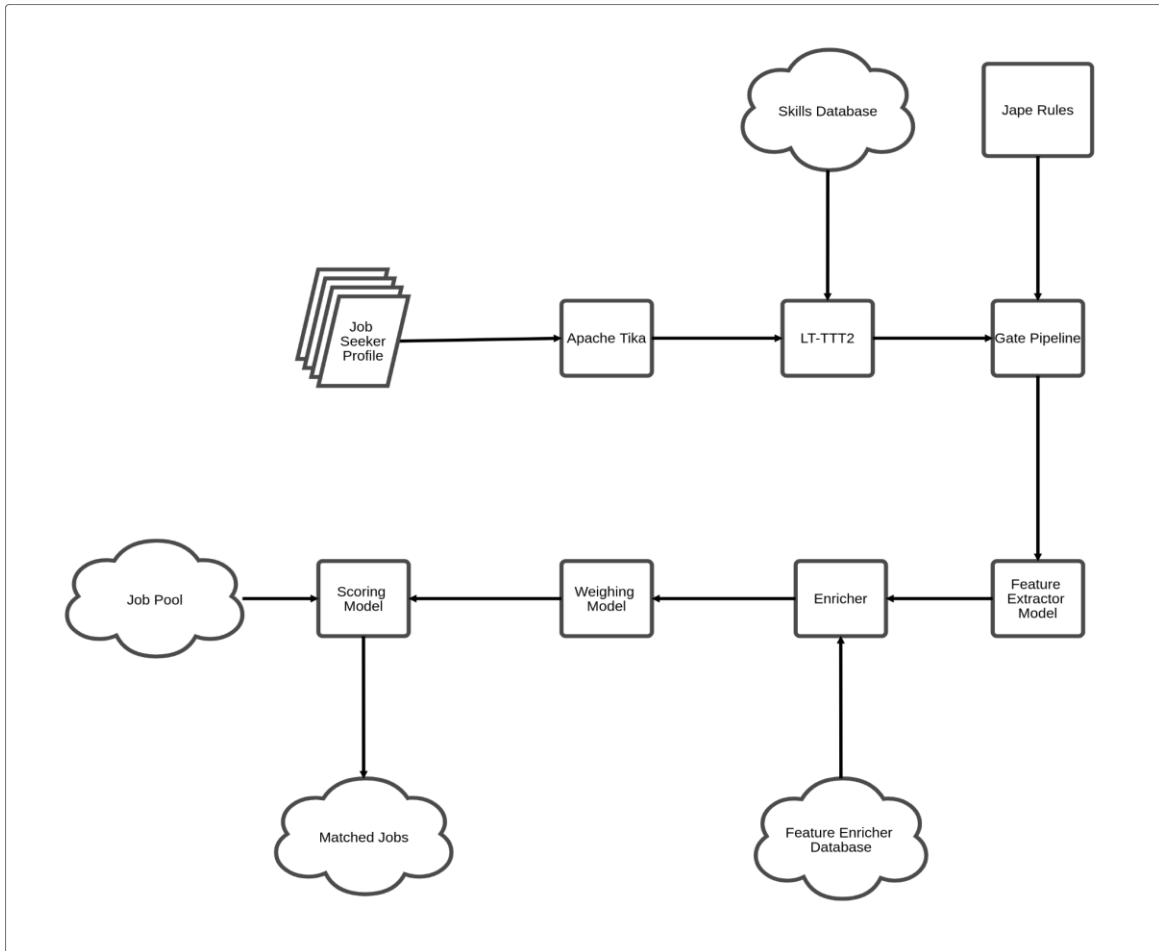 Skills Database
Jape Rules
Job
Seeker
Profile
Apache Tika
LT-TTT2
Gate Pipeline
Job Pool
Scoring
Model
Weighing
Model
Enricher
Feature
Extractor
Model
Matched Jobs
Feature Enricher
Database